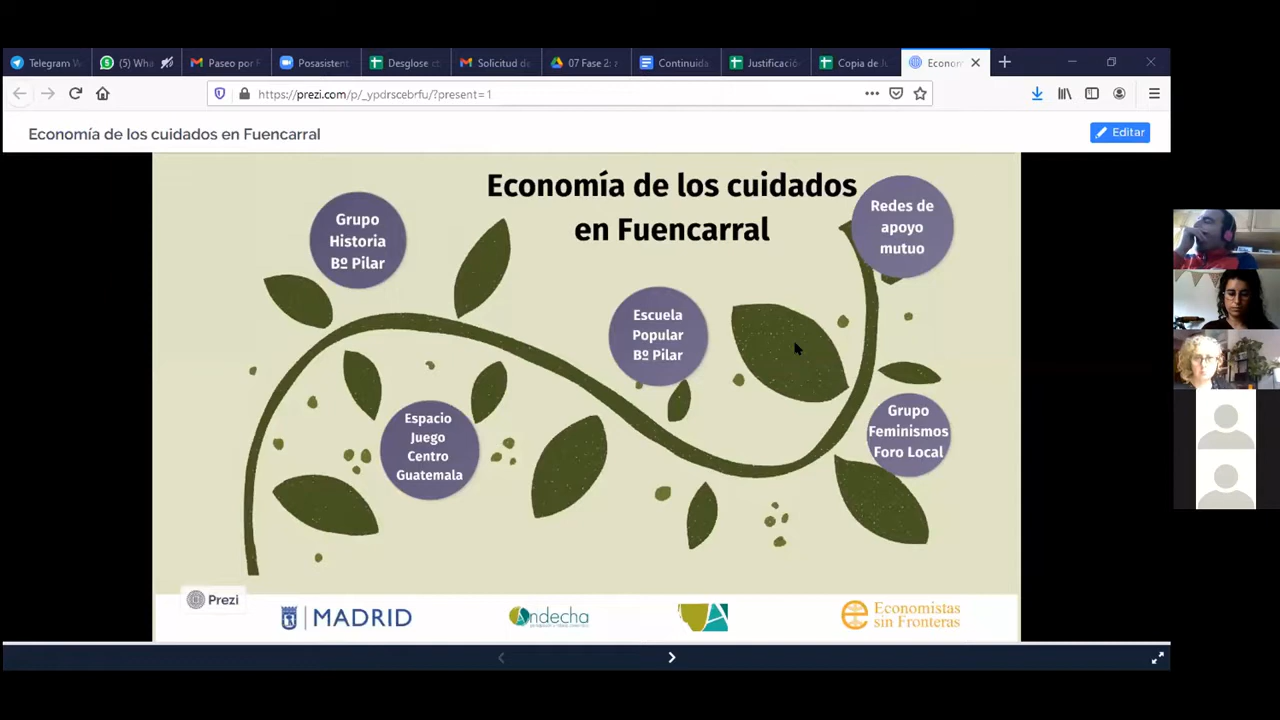 Telegram W
(5) Wha
Paseo por F
Posasistent
Desglose c
Solicitud de
07 Fase 2: r
Continuida
Justificació
Copia de Ju
Econom
https://prezi.com/p/_ypdrscebrfu/?present=1
Economía de los cuidados en Fuencarral
Editar
Economía de los cuidados
en Fuencarral
Grupo
Historia
Bº Pilar
Redes de
apoyo
mutuo
Escuela
Popular
Bº Pilar
Espacio
Juego
Centro
Guatemala
Grupo
Feminismos
Foro Local
Prezi
MADRID
Andecha
Economistas
sin Fronteras